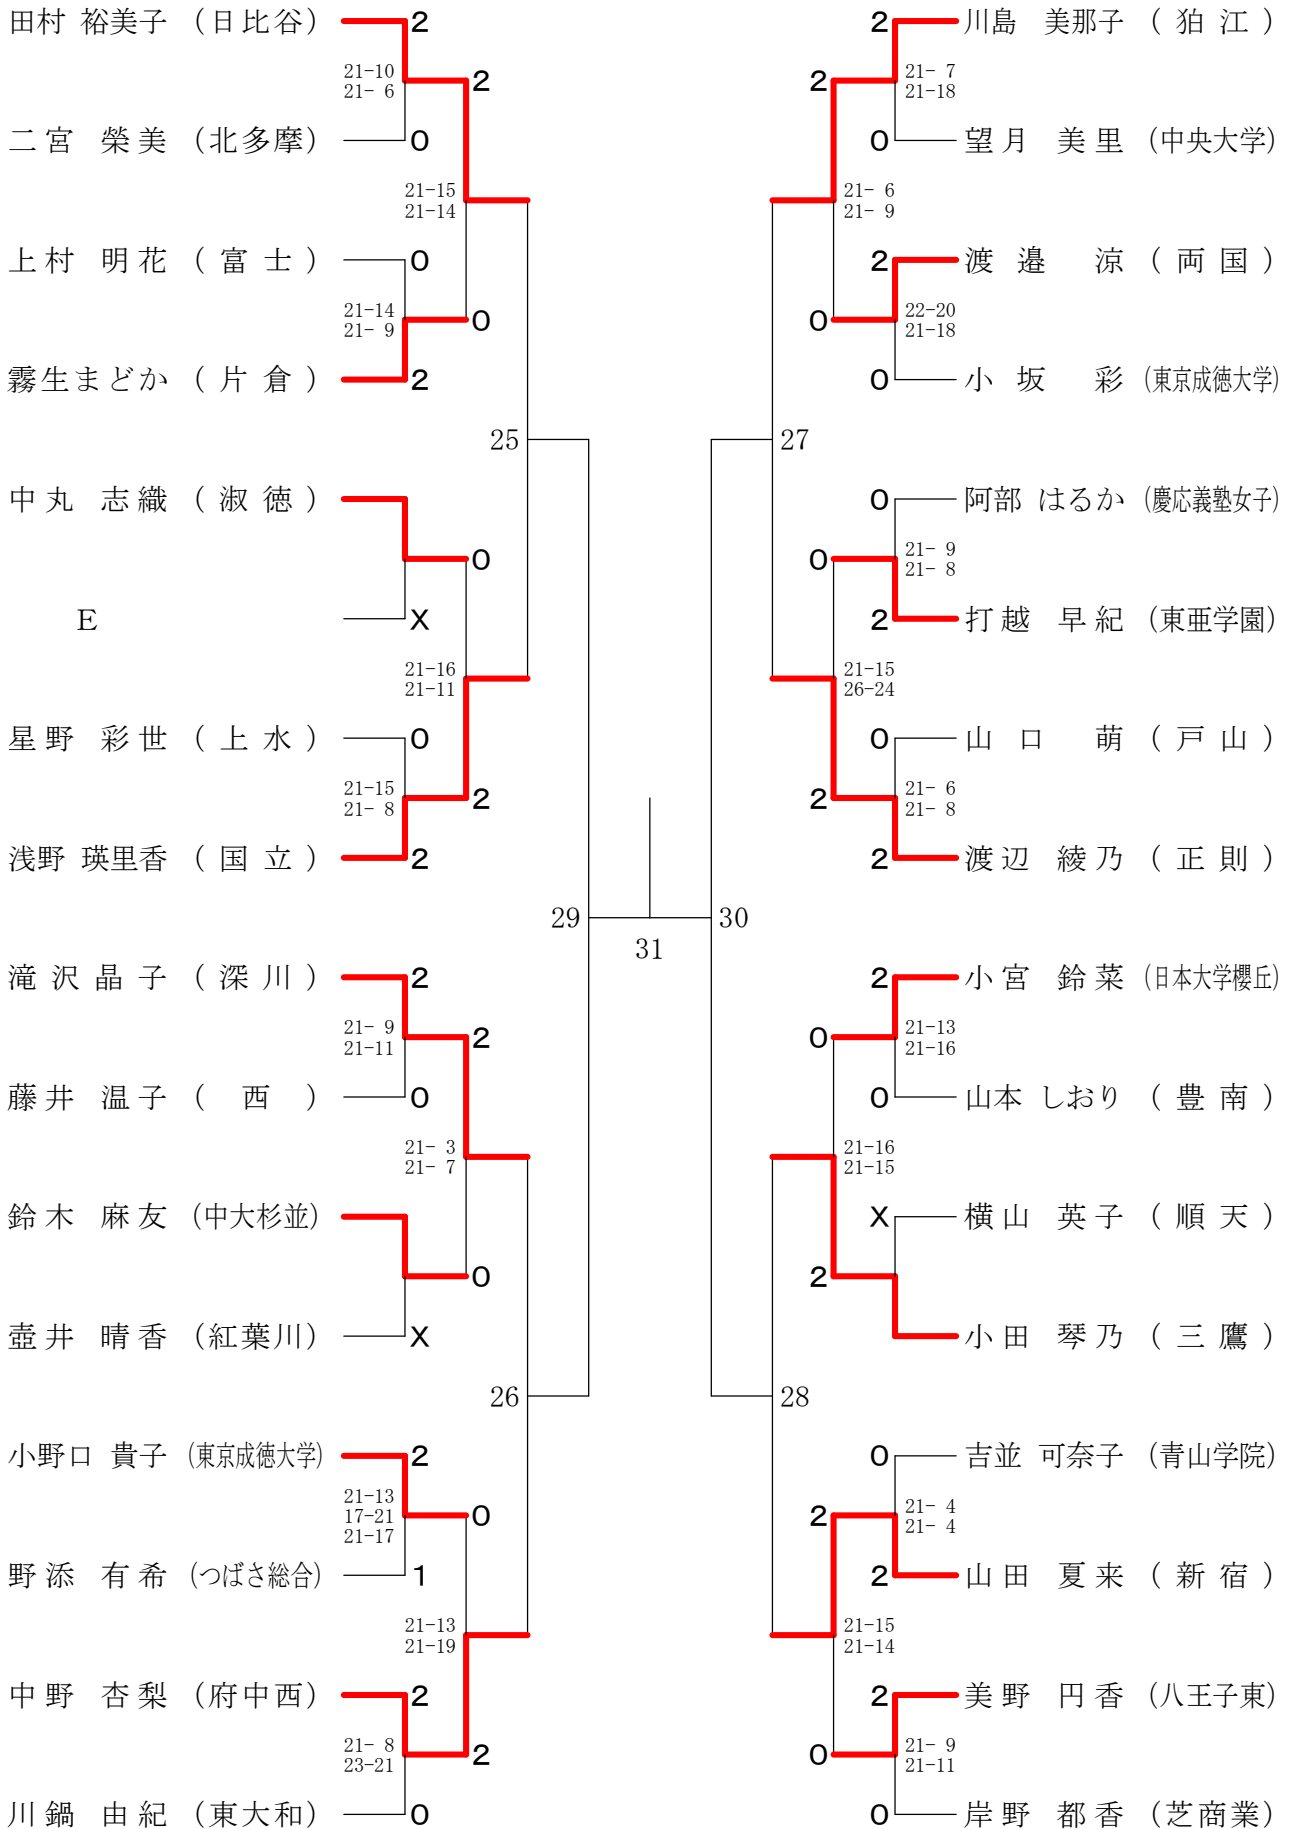 田村 裕美子 (日比谷) 2
21-10
21- 6
2
二宮 榮美 (北多摩) 0
21-15
21-14
上村 明花 (富士) 0
21-14
21- 9
0
霧生まどか (片倉) 2
25
中丸 志織 (淑徳)
0
E X
21-16
21-11
星野 彩世 (上水) 0
21-15
21- 8
2
浅野 瑛里香 (国立) 2
29
滝沢 晶子 (深川) 2
21- 9
21-11
2
藤井 温子 (西) 0
21- 3
21- 7
鈴木 麻友 (中大杉並)
0
壺井 晴香 (紅葉川) X
26
小野口 貴子 (東京成徳大学) 2
21-13
17-21
21-17
0
野添 有希 (つばさ総合) 1
21-13
21-19
中野 杏梨 (府中西) 2
21- 8
23-21
2
川鍋 由紀 (東大和) 0
31
2 川島 美那子 (狛江)
2
21- 7
21-18
0 望月 美里 (中央大学)
21- 6
21- 9
2 渡邉 涼 (両国)
0
22-20
21-18
0 小坂 彩 (東京成徳大学)
27
0 阿部 はるか (慶応義塾女子)
0
21- 9
21- 8
2 打越 早紀 (東亜学園)
21-15
26-24
0 山口 萌 (戸山)
2
21- 6
21- 8
2 渡辺 綾乃 (正則)
30
2 小宮 鈴菜 (日本大学櫻丘)
0
21-13
21-16
0 山本 しおり (豊南)
21-16
21-15
X 横山 英子 (順天)
2
小田 琴乃 (三鷹)
28
0 吉並 可奈子 (青山学院)
2
21- 4
21- 4
2 山田 夏来 (新宿)
21-15
21-14
2 美野 円香 (八王子東)
0
21- 9
21-11
0 岸野 都香 (芝商業)